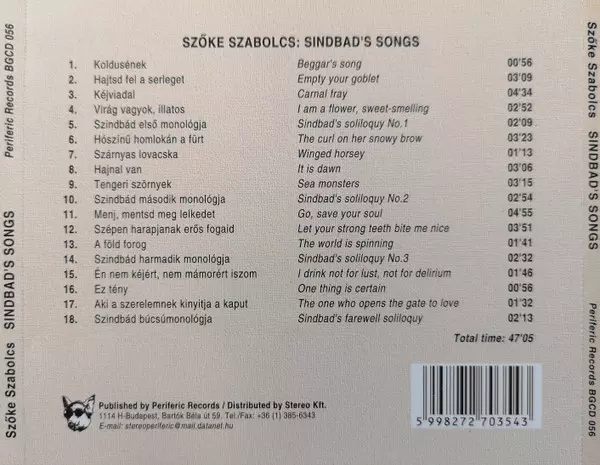 SZŐKE SZABOLCS: SINDBAD'S SONGS
1. Koldusének Beggar's song 00'56
2. Hajtsd fel a serleget Empty your goblet 03'09
3. Kéjviadal Carnal fray 04'34
4. Virág vagyok, illatos I am a flower, sweet-smelling 02'52
5. Szindbád első monológja Sindbad's soliloquy No.1 02'09
6. Hószínű homlokán a fürt The curl on her snowy brow 03'23
7. Szárnyas lovacska Winged horsey 01'13
8. Hajnal van It is dawn 03'06
9. Tengeri szörnyek Sea monsters 03'15
10. Szindbád második monológja Sindbad's soliloquy No.2 02'54
11. Menj, mentsd meg lelkedet Go, save your soul 04'55
12. Szépen harapjanak erős fogaid Let your strong teeth bite me nice 03'51
13. A föld forog The world is spinning 01'41
14. Szindbád harmadik monológja Sindbad's soliloquy No.3 02'32
15. Én nem kéjért, nem mámorért iszom I drink not for lust, not for delirium 01'46
16. Ez tény One thing is certain 00'56
17. Aki a szerelemnek kinyitja a kaput The one who opens the gate to love 01'32
18. Szindbád búcsúmonológja Sindbad's farewell soliloquy 02'13
Total time: 47'05
Published by Periferic Records / Distributed by Stereo Kft.
1114 H-Budapest, Bartók Béla út 59. Tel./Fax: +36 (1) 385-6343
E-mail: stereoperiferic@mail.datanet.hu
5 998272 703543
Szőke Szabolcs SINDBAD'S SONGS Periferic Records BGCD 056
Szőke Szabolcs SINDBAD'S SONGS Periferic Records BGCD 056